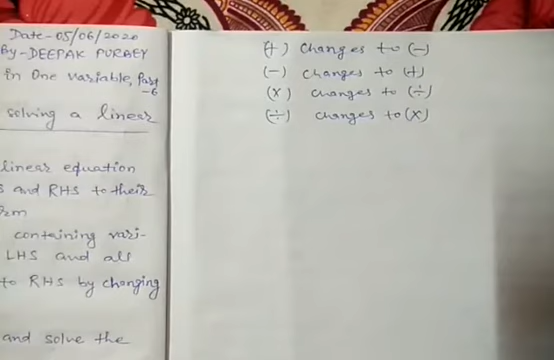 Date-05/06/2020
By-DEEPAK PURBEY
in One variable, Part
-6
solving a linear
linear equation
s and RHS to their
rm
containing vari-
LHS and all
to RHS by changing
and solve the
(+) changes to (-)
(-) changes to (+)
(×) changes to (÷)
(÷) changes to (×)